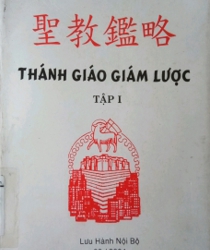 聖教鑑略
THÁNH GIÁO GIÁM LƯỢC
TẬP I
Lưu Hành Nội Bộ